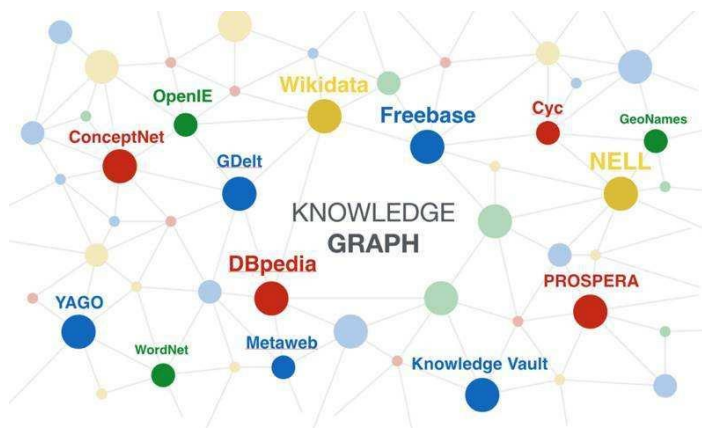 Wikidata
OpenIE
Freebase
Cyc
GeoNames
ConceptNet
GDelt
NELL
KNOWLEDGE
GRAPH
DBpedia
PROSPERA
YAGO
Metaweb
WordNet
Knowledge Vault